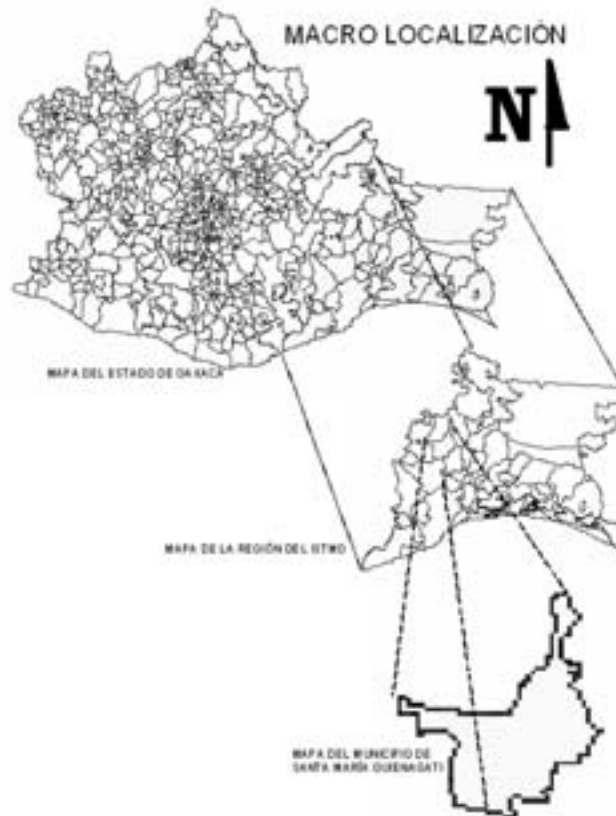 MACRO LOCALIZACIÓN
N
MAPA DEL ESTADO DE OAXACA
MAPA DE LA REGIÓN DEL ISTMO
MAPA DEL MUNICIPIO DE
SANTA MARÍA GUIENAGATI